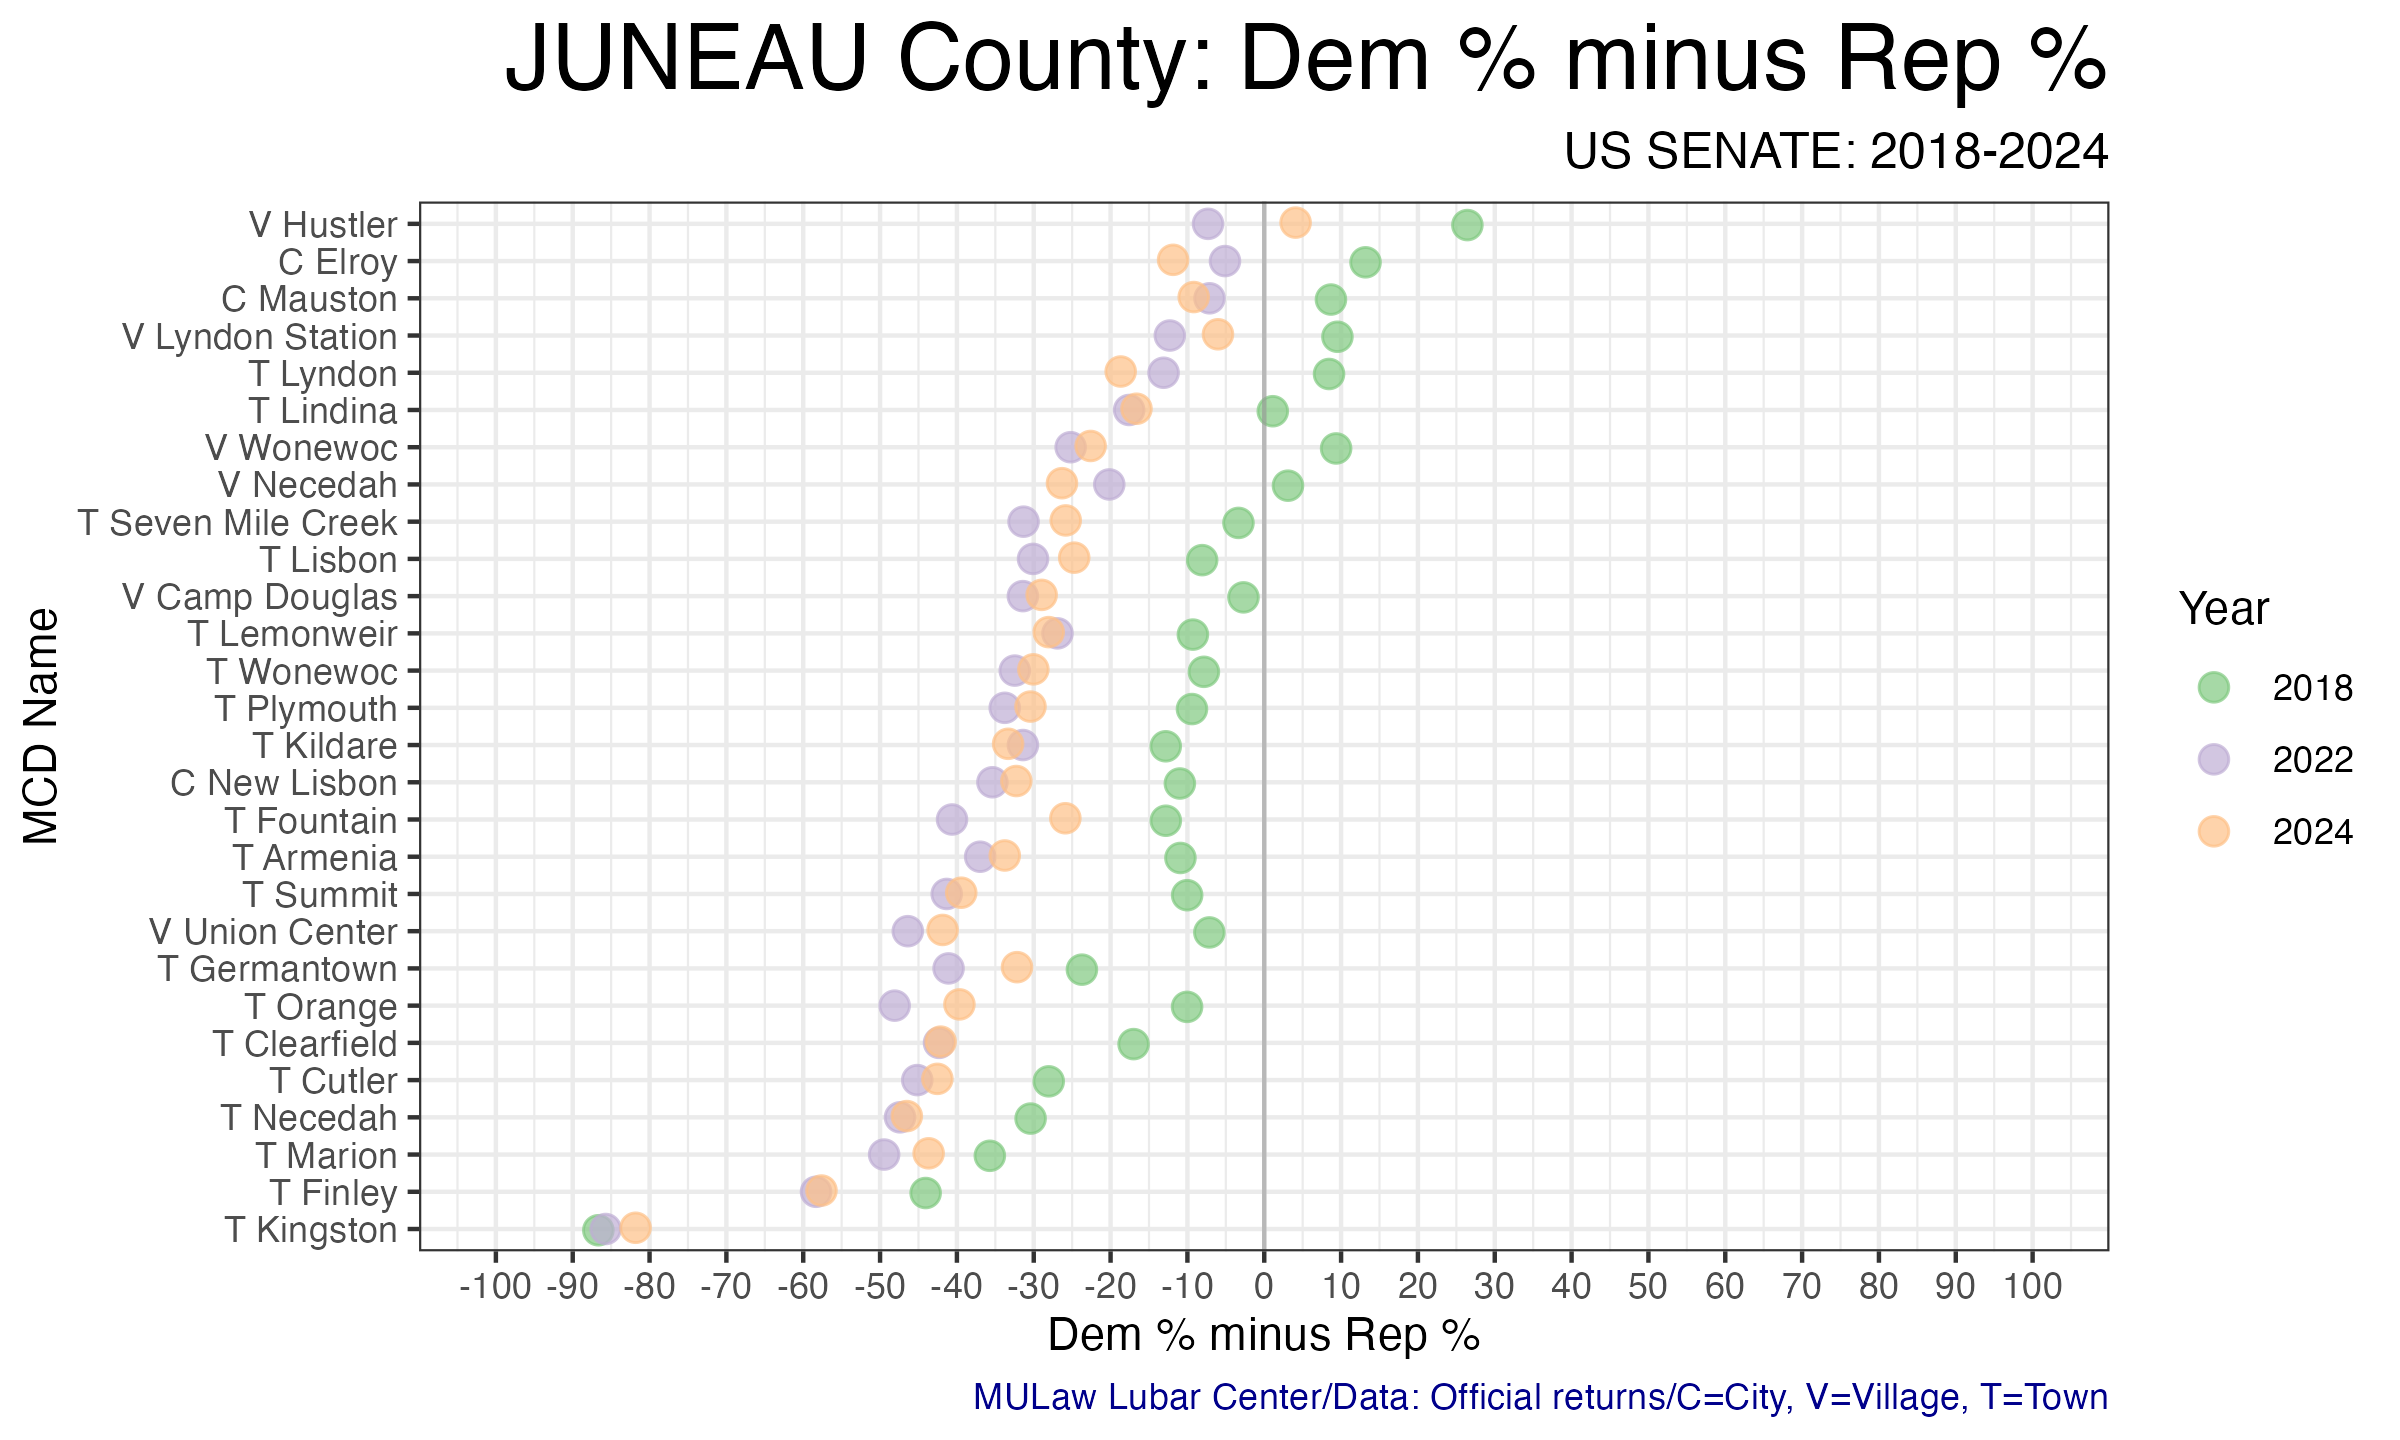 JUNEAU County: Dem % minus Rep %
US SENATE: 2018-2024
MCD Name
V Hustler
C Elroy
C Mauston
V Lyndon Station
T Lyndon
T Lindina
V Wonewoc
V Necedah
T Seven Mile Creek
T Lisbon
V Camp Douglas
T Lemonweir
T Wonewoc
T Plymouth
T Kildare
C New Lisbon
T Fountain
T Armenia
T Summit
V Union Center
T Germantown
T Orange
T Clearfield
T Cutler
T Necedah
T Marion
T Finley
T Kingston
-100 -90 -80 -70 -60 -50 -40 -30 -20 -10 0 10 20 30 40 50 60 70 80 90 100
Dem % minus Rep %
Year
2018
2022
2024
MULaw Lubar Center/Data: Official returns/C=City, V=Village, T=Town